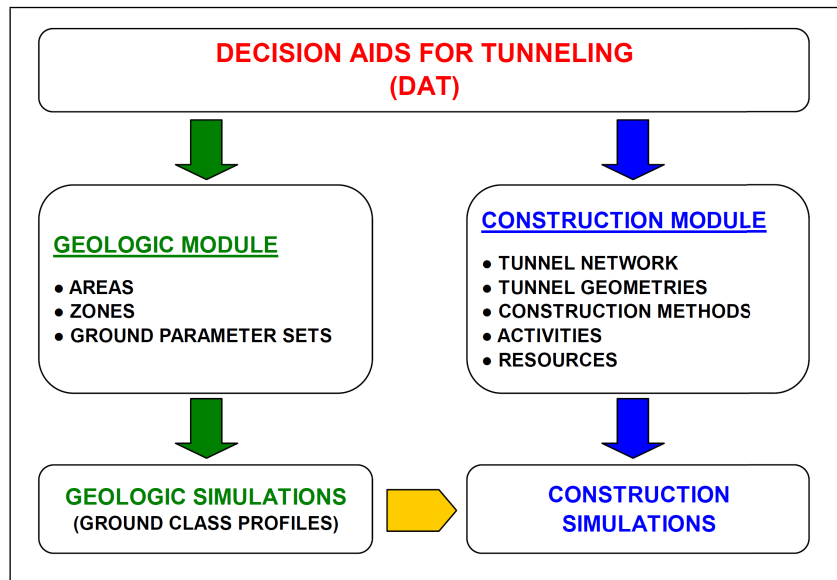 DECISION AIDS FOR TUNNELING
(DAT)
GEOLOGIC MODULE
● AREAS
● ZONES
● GROUND PARAMETER SETS
CONSTRUCTION MODULE
● TUNNEL NETWORK
● TUNNEL GEOMETRIES
● CONSTRUCTION METHODS
● ACTIVITIES
● RESOURCES
GEOLOGIC SIMULATIONS
(GROUND CLASS PROFILES)
CONSTRUCTION
SIMULATIONS